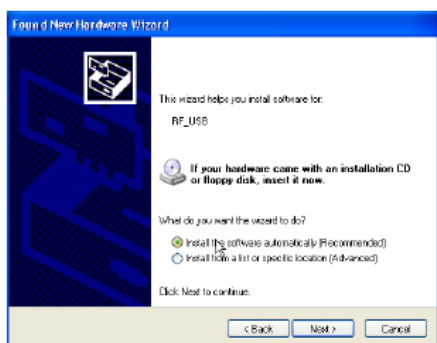 Found New Hardware Wizard
This wizard helps you install software for:
RF_USB
If your hardware came with an installation CD
or floppy disk, insert it now.
What do you want the wizard to do?
Install the software automatically (Recommended)
Install from a list or specific location (Advanced)
Click Next to continue.
< Back
Next >
Cancel